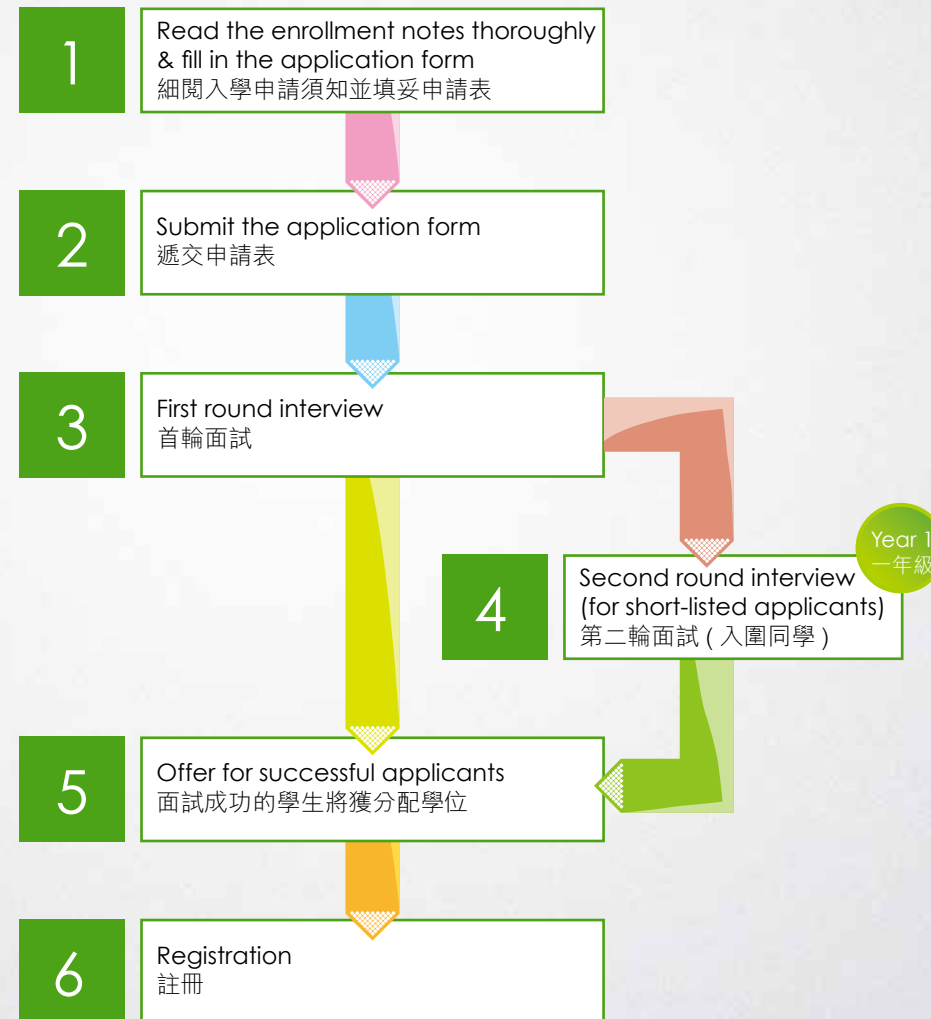 1
Read the enrollment notes thoroughly
& fill in the application form
細閱入學申請須知並填妥申請表
2
Submit the application form
遞交申請表
3
First round interview
首輪面試
Year 1
一年級
4
Second round interview
(for short-listed applicants)
第二輪面試 ( 入圍同學 )
5
Offer for successful applicants
面試成功的學生將獲分配學位
6
Registration
註冊